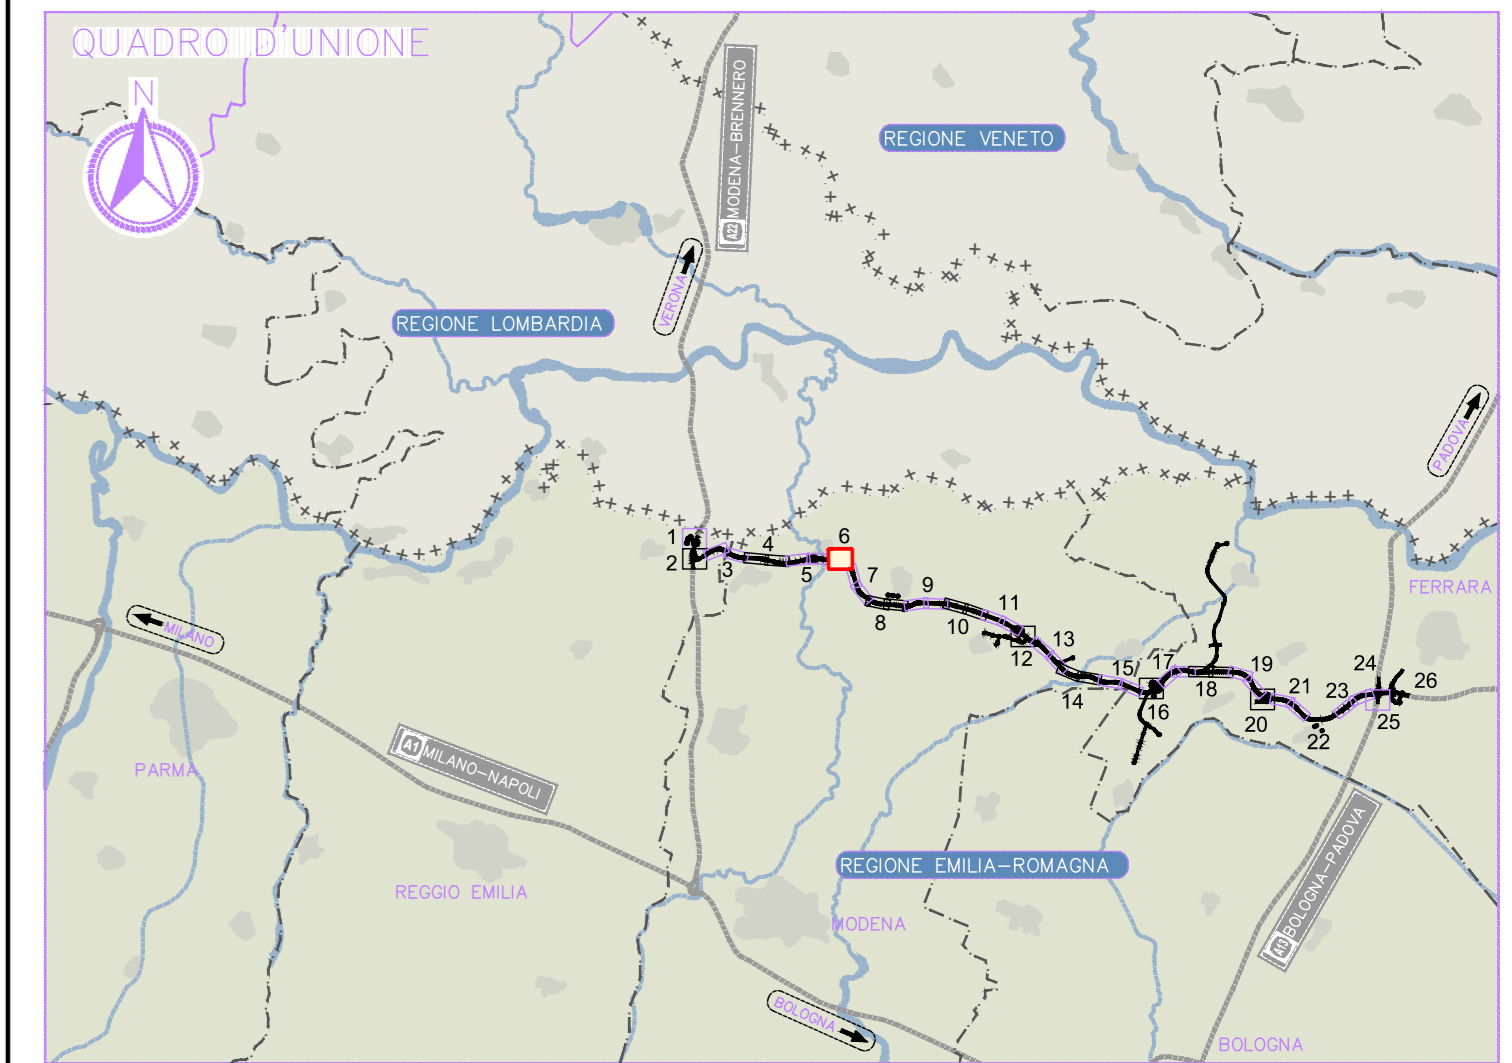 QUADRO D'UNIONE
N
A22 MODENA-BRENNERO
REGIONE VENETO
VERONA
REGIONE LOMBARDIA
PADOVA
1
2
3
4
5
6
7
8
9
10
11
12
13
14
15
16
17
18
19
20
21
22
23
24
25
26
FERRARA
MILANO
PARMA
A1 MILANO-NAPOLI
REGGIO EMILIA
REGIONE EMILIA-ROMAGNA
MODENA
A13 BOLOGNA-PADOVA
BOLOGNA
BOLOGNA